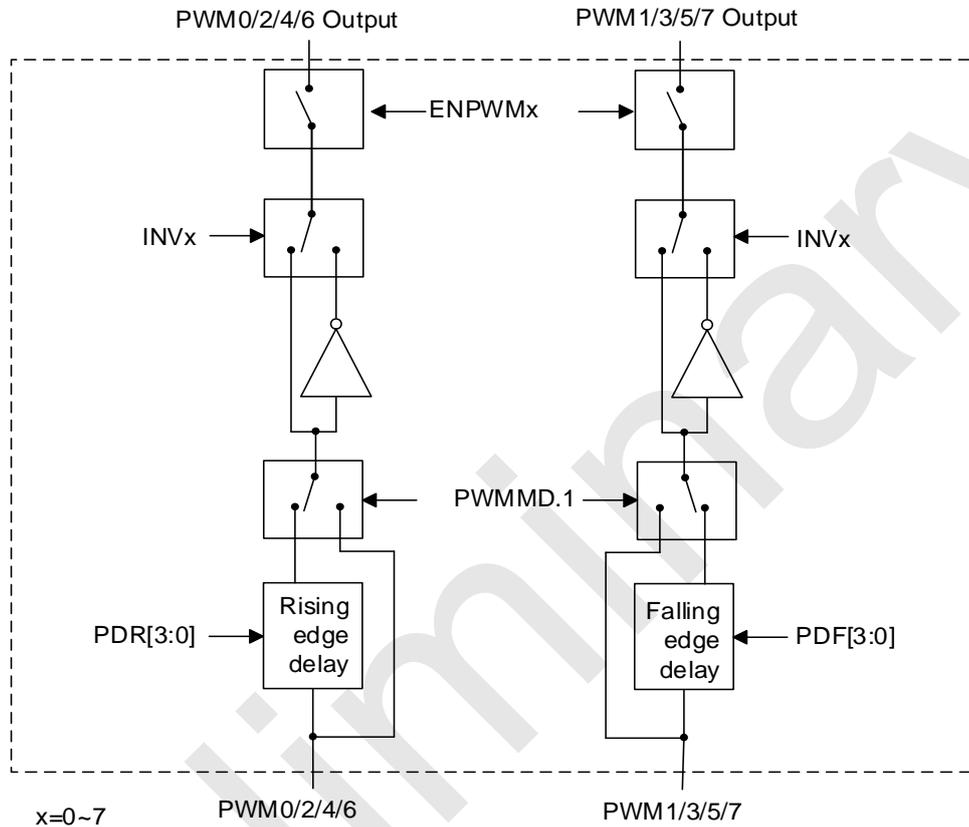 PWM0/2/4/6 Output
PWM1/3/5/7 Output
ENPWMx
INVx
INVx
PWMMD.1
Rising
edge
delay
Falling
edge
delay
PDR[3:0]
PDF[3:0]
PWM0/2/4/6
PWM1/3/5/7
x=0~7
liminary